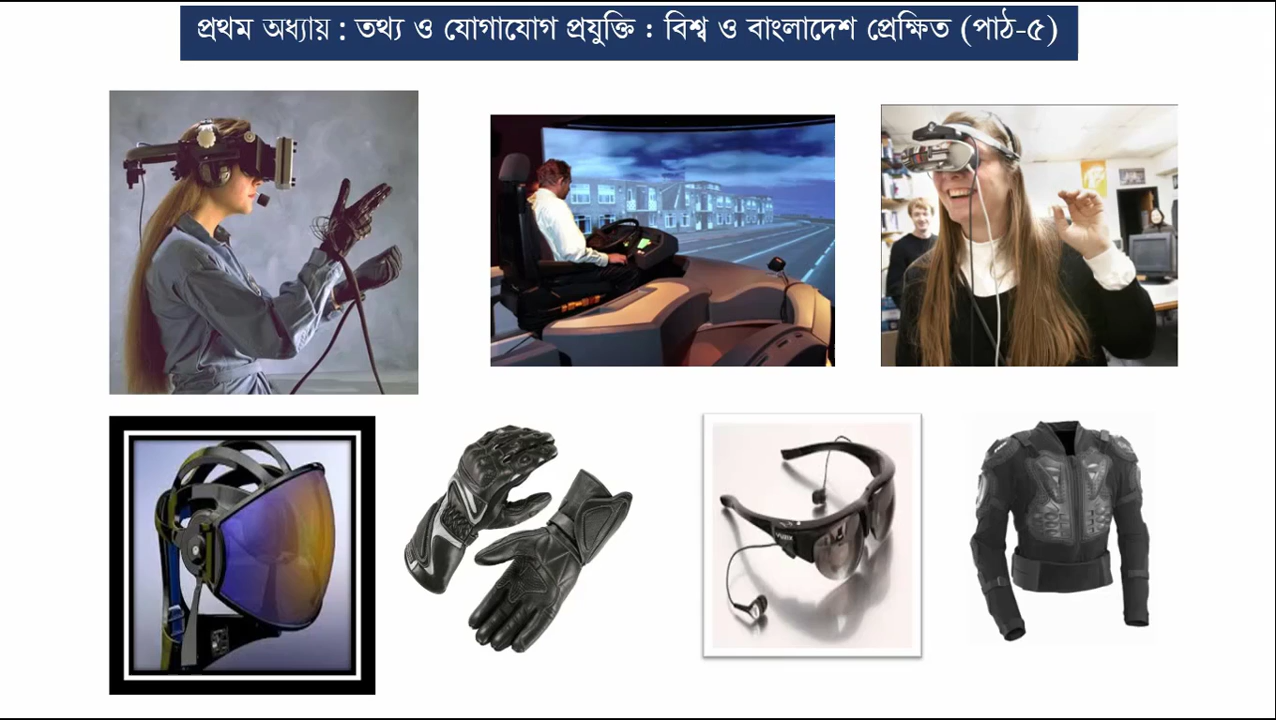 প্রথম অধ্যায় : তথ্য ও যোগাযোগ প্রযুক্তি : বিশ্ব ও বাংলাদেশ প্রেক্ষিত (পাঠ-৫)